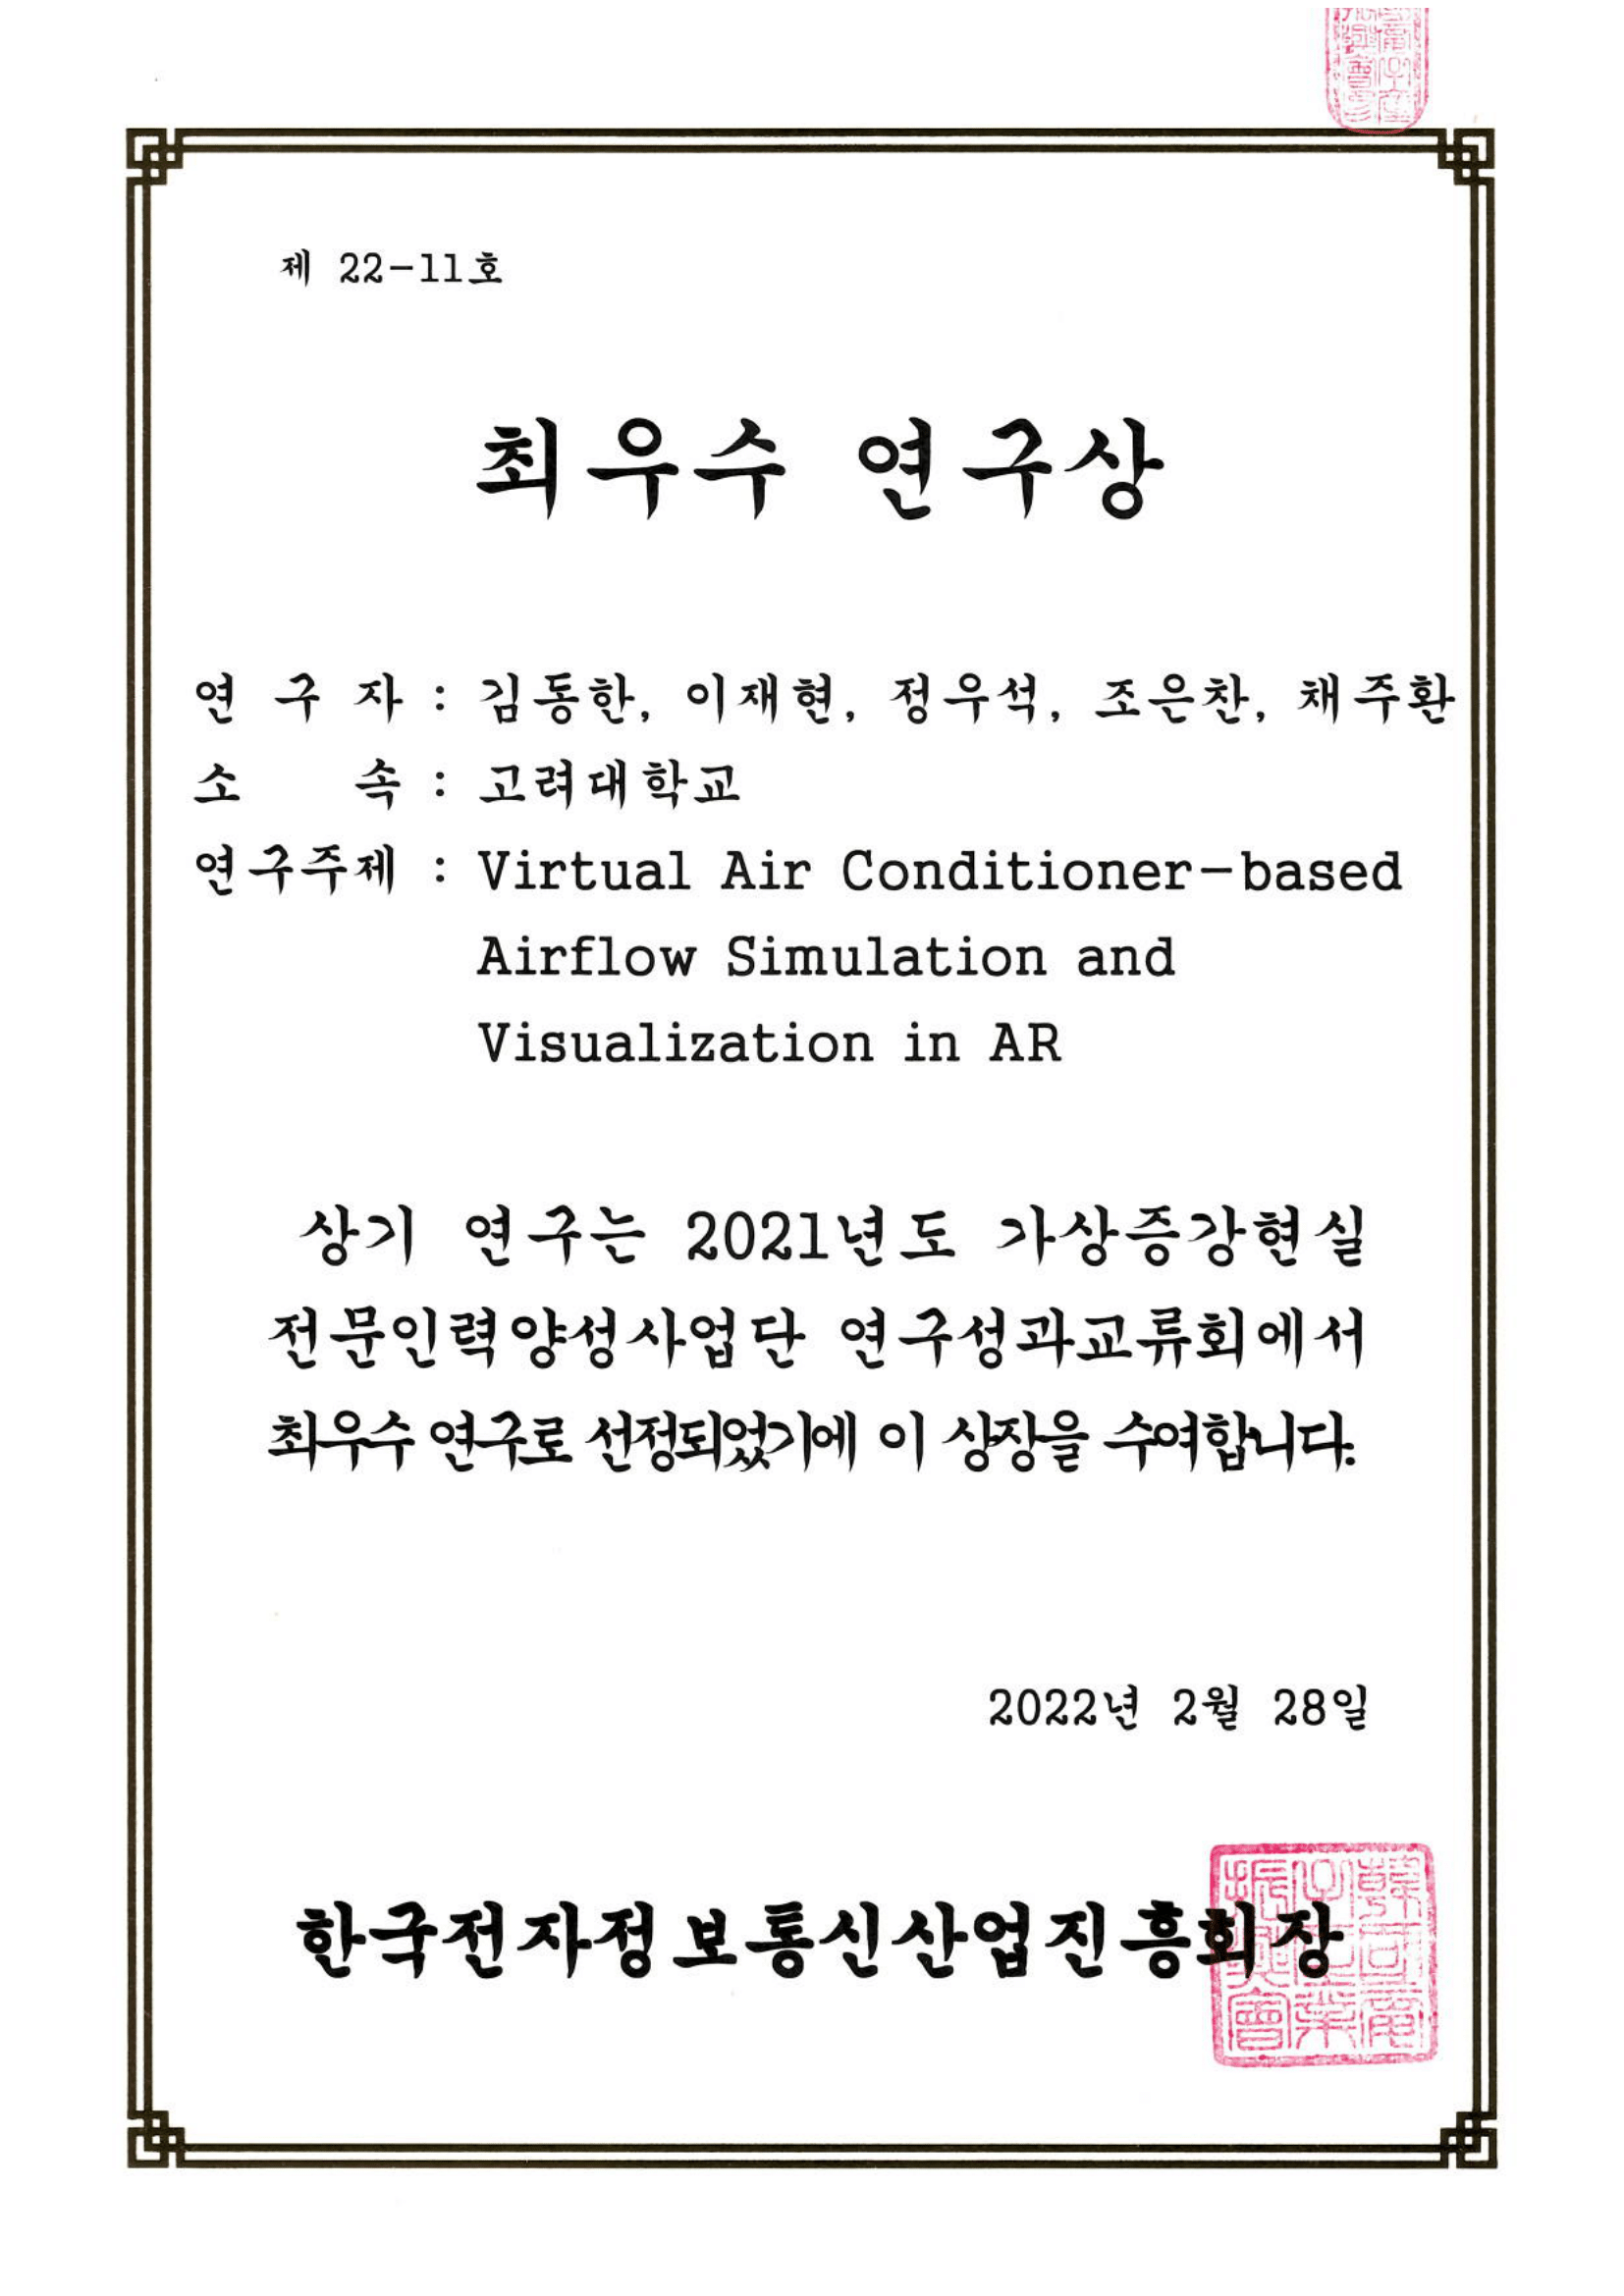 제 22-11호
최우수 연구상
연 구 자 : 김동한, 이재현, 정우석, 조은찬, 채주환
소 속 : 고려대학교
연구주제 : Virtual Air Conditioner-based
Airflow Simulation and
Visualization in AR
상기 연구는 2021년도 가상증강현실
전문인력양성사업단 연구성과교류회에서
최우수 연구로 선정되었기에 이 상장을 수여합니다.
2022년 2월 28일
한국전자정보통신산업진흥회장